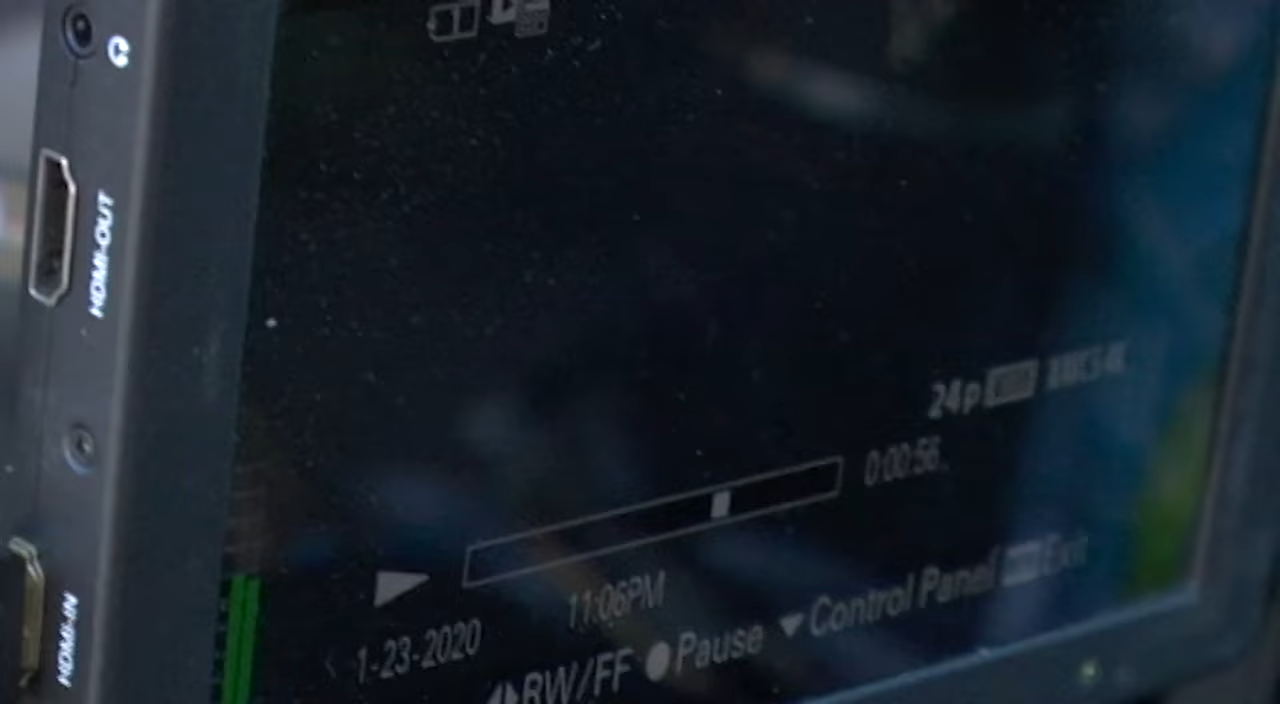 HDMI-OUT
24p
0:00:56
11:06PM
1-23-2020
RW/FF Pause Control Panel Exit
HDMI-IN